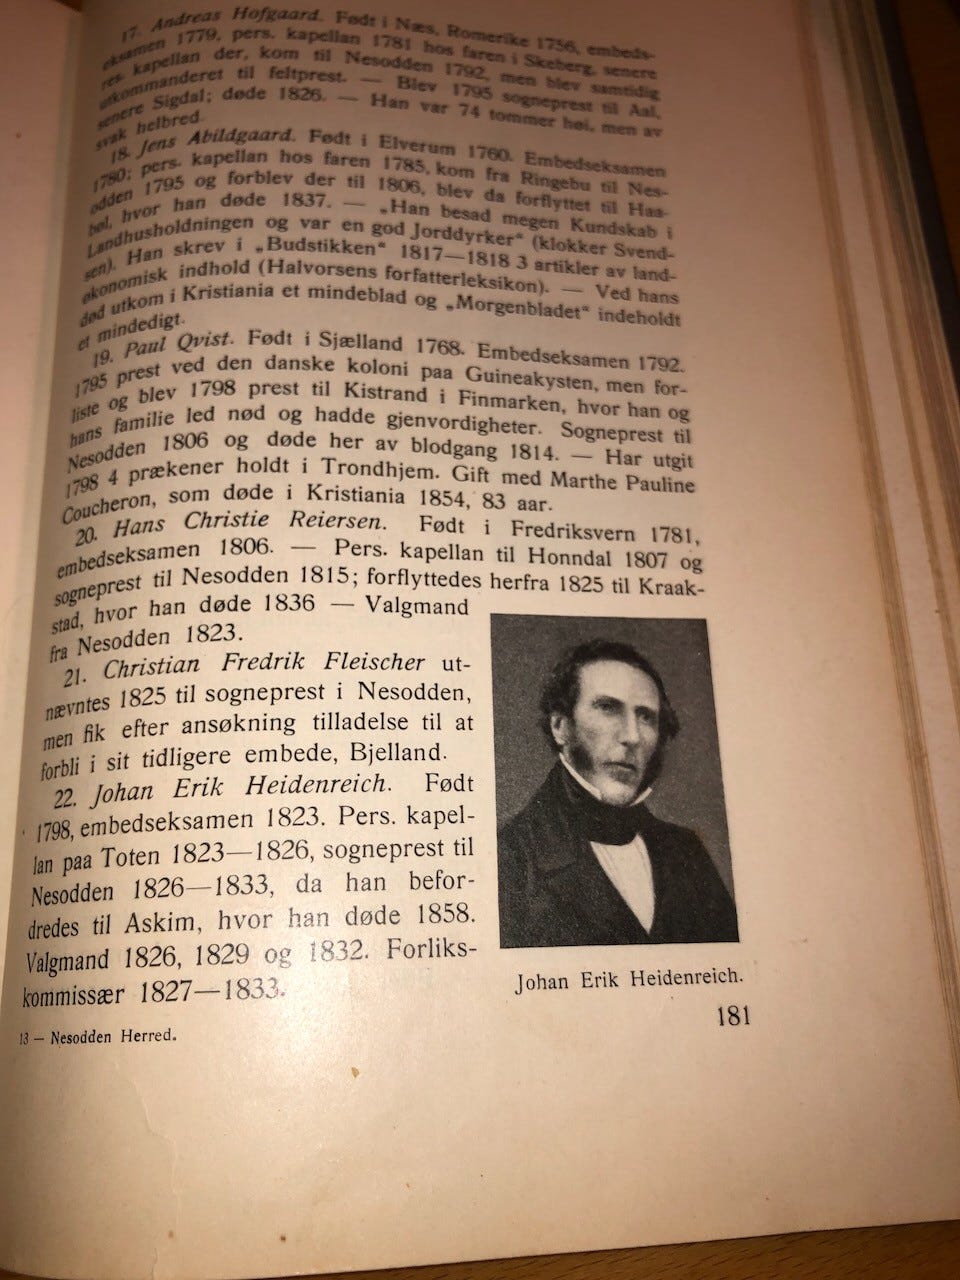 17. Andreas Hofgaard. Født i Næs, Romerike 1756, embeds-
eksamen 1779, pers. kapellan 1781 hos faren i Skeberg, senere
res. kapellan der, kom til Nesodden 1792, men blev samtidig
utkommanderet til feltprest. — Blev 1795 sogneprest til Aal,
senere Sigdal; døde 1826. — Han var 74 tommer høi, men av
svak helbred.
18. Jens Abildgaard. Født i Elverum 1760. Embedseksamen
1780; pers. kapellan hos faren 1785, kom fra Ringebu til Nes-
odden 1795 og forblev der til 1806, blev da forflyttet til Haa-
bøl, hvor han døde 1837. — „Han besad megen Kundskab i
Landhusholdningen og var en god Jorddyrker“ (klokker Svend-
sen). Han skrev i „Budstikken“ 1817—1818 3 artikler av land-
økonomisk indhold (Halvorsens forfatterleksikon). — Ved hans
død utkom i Kristiania et mindeblad og „Morgenbladet“ indeholdt
et mindedigt.
19. Paul Qvist. Født i Sjælland 1768. Embedseksamen 1792.
1795 prest ved den danske koloni paa Guineakysten, men for-
liste og blev 1798 prest til Kistrand i Finmarken, hvor han og
hans familie led nød og hadde gjenvordigheter. Sogneprest til
Nesodden 1806 og døde her av blodgang 1814. — Har utgit
1798 4 prækener holdt i Trondhjem. Gift med Marthe Pauline
Coucheron, som døde i Kristiania 1854, 83 aar.
20. Hans Christie Reiersen. Født i Fredriksvern 1781,
embedseksamen 1806. — Pers. kapellan til Honndal 1807 og
sogneprest til Nesodden 1815; forflyttedes herfra 1825 til Kraak-
stad, hvor han døde 1836 — Valgmand
fra Nesodden 1823.
21. Christian Fredrik Fleischer ut-
nævntes 1825 til sogneprest i Nesodden,
men fik efter ansøkning tilladelse til at
forbli i sit tidligere embede, Bjelland.
22. Johan Erik Heidenreich. Født
1798, embedseksamen 1823. Pers. kapel-
lan paa Toten 1823—1826, sogneprest til
Nesodden 1826—1833, da han befor-
dredes til Askim, hvor han døde 1858.
Valgmand 1826, 1829 og 1832. Forliks-
kommissær 1827—1833.
Johan Erik Heidenreich.
181
13 — Nesodden Herred.